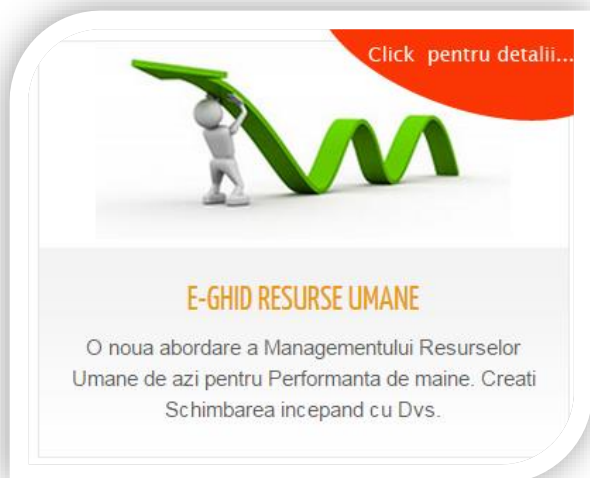 Click pentru detalii...
E-GHID RESURSE UMANE
O noua abordare a Managementului Resurselor
Umane de azi pentru Performanta de maine. Creati
Schimbarea incepand cu Dvs.